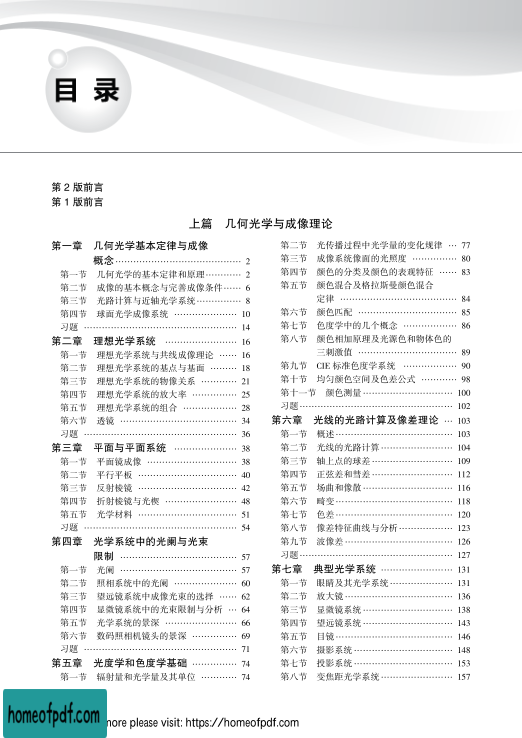 目 录
第 2 版前言
第 1 版前言
上篇 几何光学与成像理论
第一章 几何光学基本定律与成像
概念 …… 2
第一节 几何光学的基本定律和原理 …… 2
第二节 成像的基本概念与完善成像条件 …… 6
第三节 光路计算与近轴光学系统 …… 8
第四节 球面光学成像系统 …… 10
习题 …… 14
第二章 理想光学系统 …… 16
第一节 理想光学系统与共线成像理论 …… 16
第二节 理想光学系统的基点与基面 …… 18
第三节 理想光学系统的物像关系 …… 21
第四节 理想光学系统的放大率 …… 25
第五节 理想光学系统的组合 …… 28
第六节 透镜 …… 34
习题 …… 36
第三章 平面与平面系统 …… 38
第一节 平面镜成像 …… 38
第二节 平行平板 …… 40
第三节 反射棱镜 …… 42
第四节 折射棱镜与光楔 …… 48
第五节 光学材料 …… 51
习题 …… 54
第四章 光学系统中的光阑与光束
限制 …… 57
第一节 光阑 …… 57
第二节 照相系统中的光阑 …… 60
第三节 望远镜系统中成像光束的选择 …… 62
第四节 显微镜系统中的光束限制与分析 …… 64
第五节 光学系统的景深 …… 66
第六节 数码照相机镜头的景深 …… 69
习题 …… 71
第五章 光度学和色度学基础 …… 74
第一节 辐射量和光学量及其单位 …… 74
第二节 光传播过程中光学量的变化规律 …… 77
第三节 成像系统像面的光照度 …… 80
第四节 颜色的分类及颜色的表观特征 …… 83
第五节 颜色混合及格拉斯曼颜色混合
定律 …… 84
第六节 颜色匹配 …… 85
第七节 色度学中的几个概念 …… 86
第八节 颜色相加原理及光源色和物体色的
三刺激值 …… 89
第九节 CIE 标准色度学系统 …… 90
第十节 均匀颜色空间及色差公式 …… 98
第十一节 颜色测量 …… 100
习题 …… 102
第六章 光线的光路计算及像差理论 …… 103
第一节 概述 …… 103
第二节 光线的光路计算 …… 104
第三节 轴上点的球差 …… 109
第四节 正弦差和彗差 …… 112
第五节 场曲和像散 …… 116
第六节 畸变 …… 118
第七节 色差 …… 120
第八节 像差特征曲线与分析 …… 123
第九节 波像差 …… 126
习题 …… 127
第七章 典型光学系统 …… 131
第一节 眼睛及其光学系统 …… 131
第二节 放大镜 …… 136
第三节 显微镜系统 …… 138
第四节 望远镜系统 …… 143
第五节 目镜 …… 146
第六节 摄影系统 …… 148
第七节 投影系统 …… 153
第八节 变焦距光学系统 …… 157
homeofpdf.com
more please visit: https://homeofpdf.com